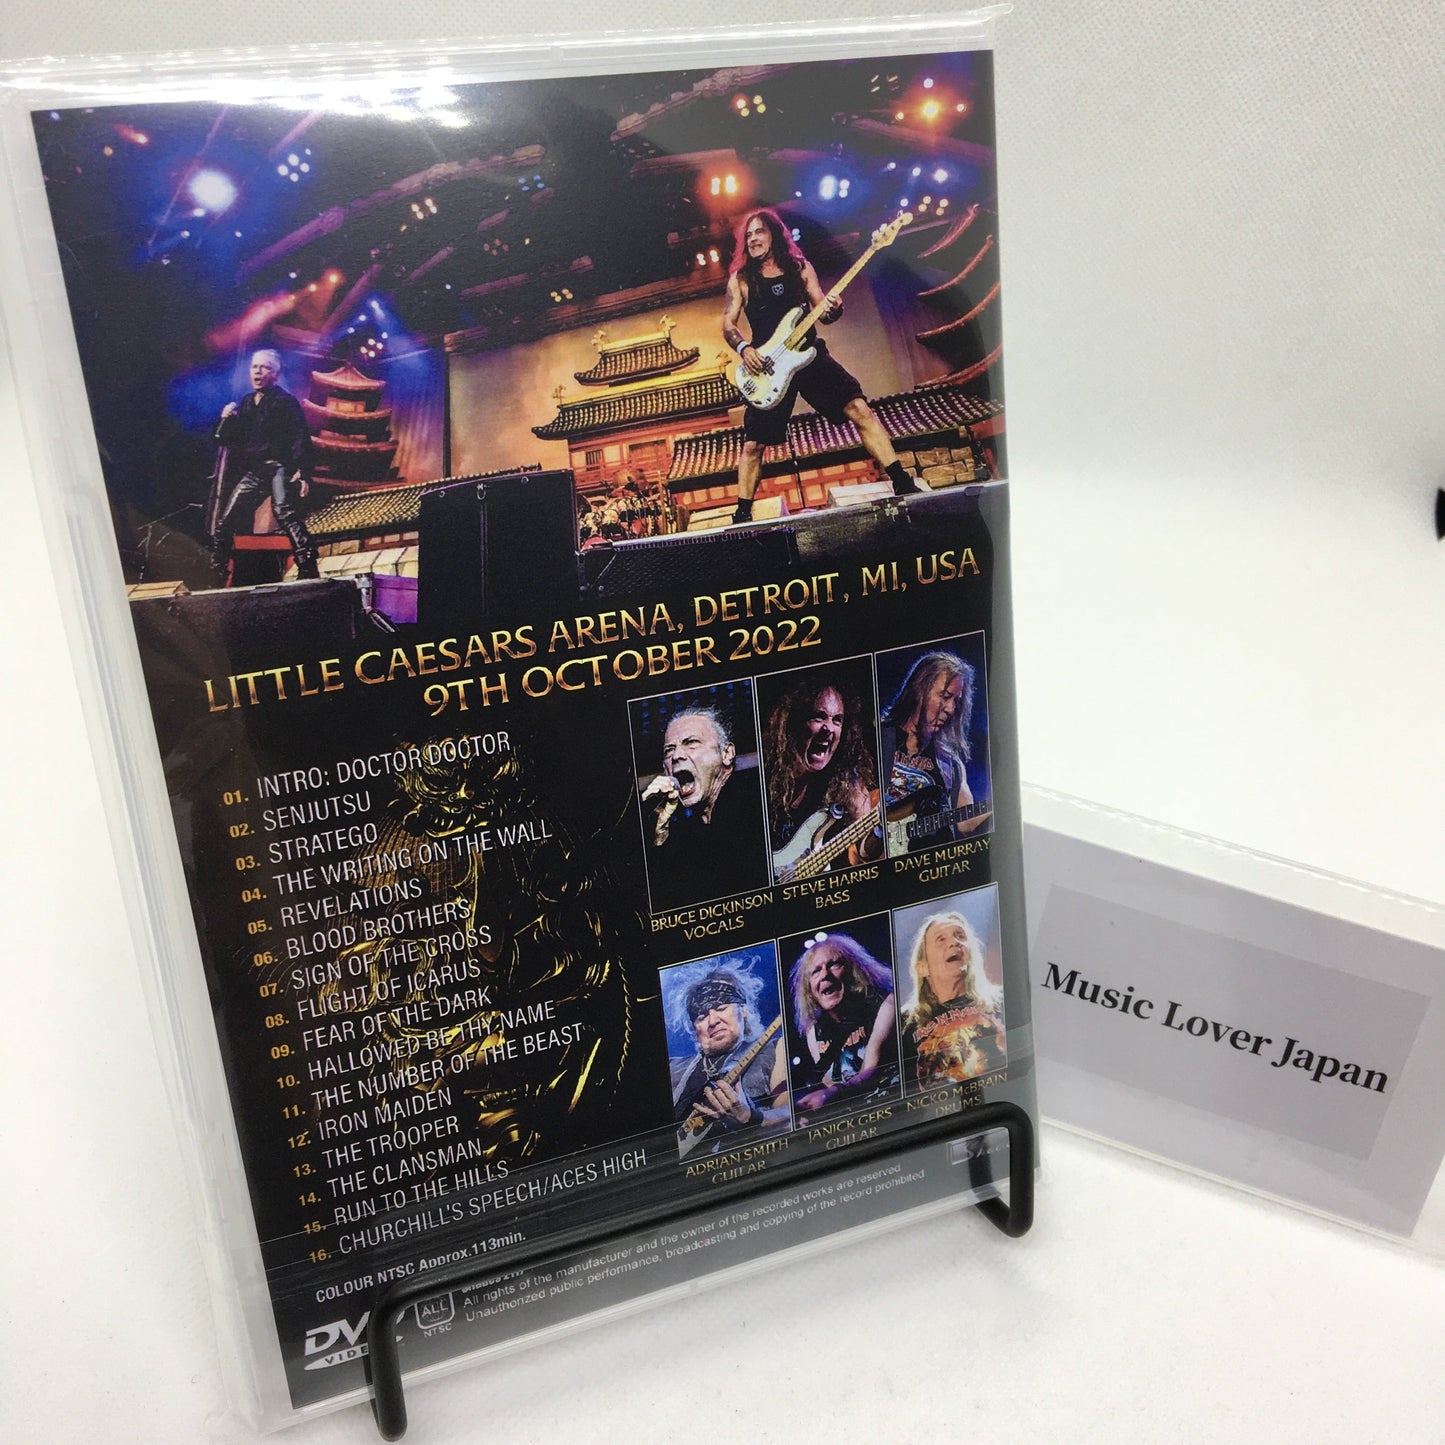 LITTLE CAESARS ARENA, DETROIT, MI, USA
9TH OCTOBER 2022
01. INTRO: DOCTOR DOCTOR
02. SENJUTSU
03. STRATEGO
04. THE WRITING ON THE WALL
05. REVELATIONS
06. BLOOD BROTHERS
07. SIGN OF THE CROSS
08. FLIGHT OF ICARUS
09. FEAR OF THE DARK
10. HALLOWED BE THY NAME
11. THE NUMBER OF THE BEAST
12. IRON MAIDEN
13. THE TROOPER
14. THE CLANSMAN
15. RUN TO THE HILLS
16. CHURCHILL'S SPEECH/ACES HIGH
BRUCE DICKINSON
VOCALS
STEVE HARRIS
BASS
DAVE MURRAY
GUITAR
ADRIAN SMITH
GUITAR
JANICK GERS
GUITAR
NICKO McBRAIN
DRUMS
COLOUR NTSC Approx.113min.
All rights of the manufacturer and the owner of the recorded works are reserved
Unauthorized public performance, broadcasting and copying of the record prohibited
ALL
NTSC
Music Lover Japan